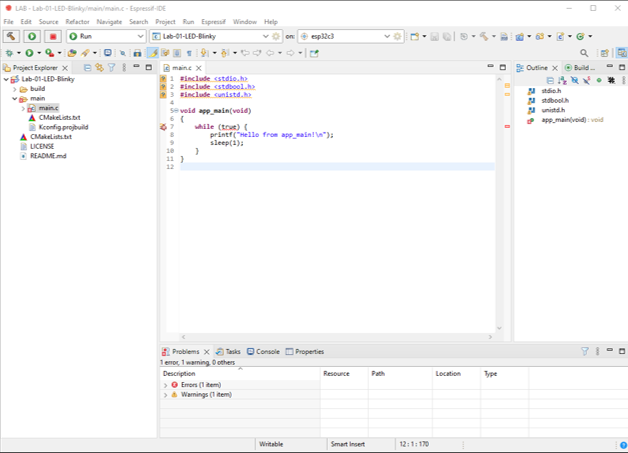 LAB - Lab-01-LED-Blinky/main/main.c - Espressif-IDE
File Edit Source Refactor Navigate Search Project Run Espressif Window Help
Run Lab-01-LED-Blinky on: esp32c3
Project Explorer
Lab-01-LED-Blinky
build
main
main.c
CMakeLists.txt
Kconfig.projbuild
CMakeLists.txt
LICENSE
README.md
main.c
1 #include <stdio.h>
2 #include <stdbool.h>
3 #include <unistd.h>
4
5 void app_main(void)
6 {
7 while (true) {
8 printf("Hello from app_main!\n");
9 sleep(1);
10 }
11 }
12
Outline Build ...
stdio.h
stdbool.h
unistd.h
app_main(void) : void
Problems Tasks Console Properties
1 error, 1 warning, 0 others
Description Resource Path Location Type
Errors (1 item)
Warnings (1 item)
Writable Smart Insert 12 : 1 : 170